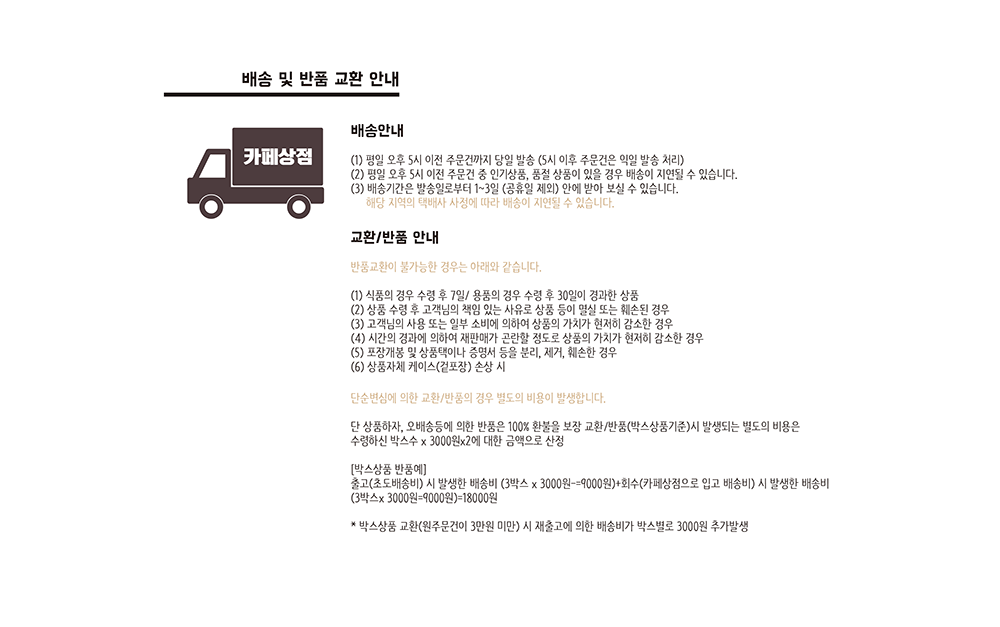 배송 및 반품 교환 안내
카페상점
배송안내
(1) 평일 오후 5시 이전 주문건까지 당일 발송 (5시 이후 주문건은 익일 발송 처리)
(2) 평일 오후 5시 이전 주문건 중 인기상품, 품절 상품이 있을 경우 배송이 지연될 수 있습니다.
(3) 배송기간은 발송일로부터 1~3일 (공휴일 제외) 안에 받아 보실 수 있습니다.
해당 지역의 택배사 사정에 따라 배송이 지연될 수 있습니다.
교환/반품 안내
반품교환이 불가능한 경우는 아래와 같습니다.
(1) 식품의 경우 수령 후 7일/ 용품의 경우 수령 후 30일이 경과한 상품
(2) 상품 수령 후 고객님의 책임 있는 사유로 상품 등이 멸실 또는 훼손된 경우
(3) 고객님의 사용 또는 일부 소비에 의하여 상품의 가치가 현저히 감소한 경우
(4) 시간의 경과에 의하여 재판매가 곤란할 정도로 상품의 가치가 현저히 감소한 경우
(5) 포장개봉 및 상품택이나 증명서 등을 분리, 제거, 훼손한 경우
(6) 상품자체 케이스(겉포장) 손상 시
단순변심에 의한 교환/반품의 경우 별도의 비용이 발생합니다.
단 상품하자, 오배송등에 의한 반품은 100% 환불을 보장 교환/반품(박스상품기준)시 발생되는 별도의 비용은
수령하신 박스수 x 3000원x2에 대한 금액으로 산정
[박스상품 반품예]
출고(초도배송비) 시 발생한 배송비 (3박스 x 3000원-=9000원)+회수(카페상점으로 입고 배송비) 시 발생한 배송비
(3박스x 3000원=9000원)=18000원
* 박스상품 교환(원주문건이 3만원 미만) 시 재출고에 의한 배송비가 박스별로 3000원 추가발생